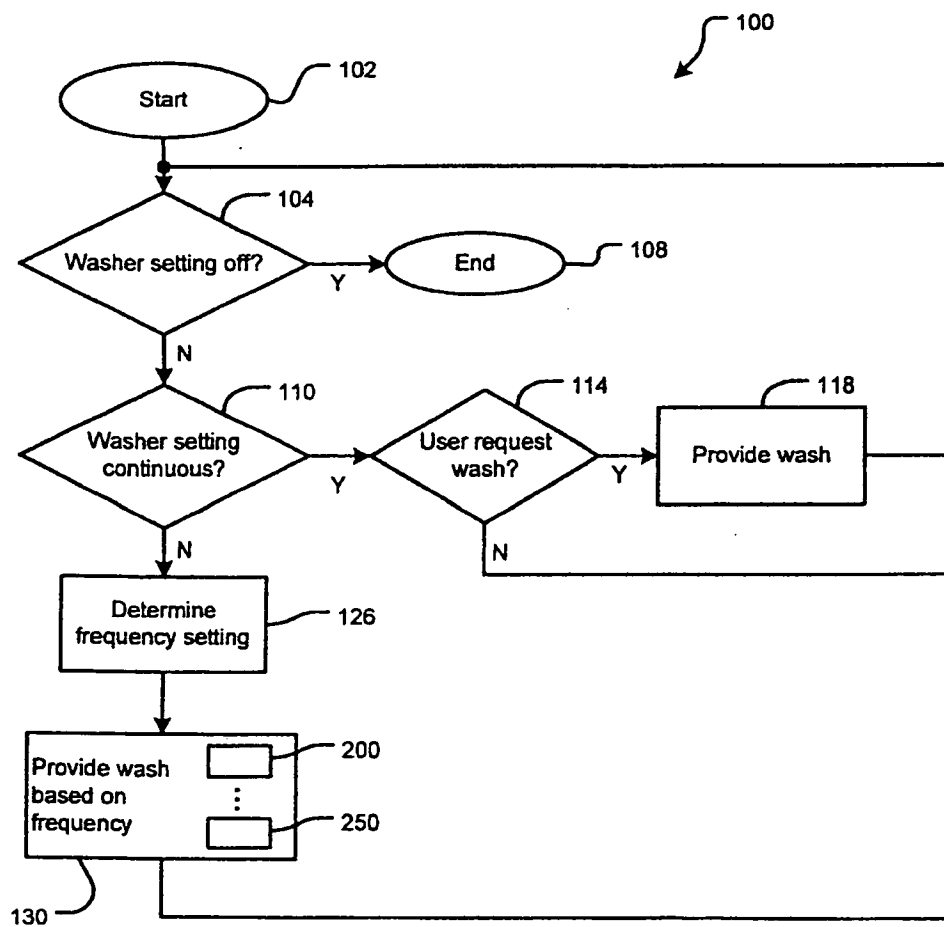 100
Start
102
104
Washer setting off?
Y
End
108
N
110
Washer setting
continuous?
Y
114
User request
wash?
Y
118
Provide wash
N
N
Determine
frequency setting
126
Provide wash
based on
frequency
200
250
130